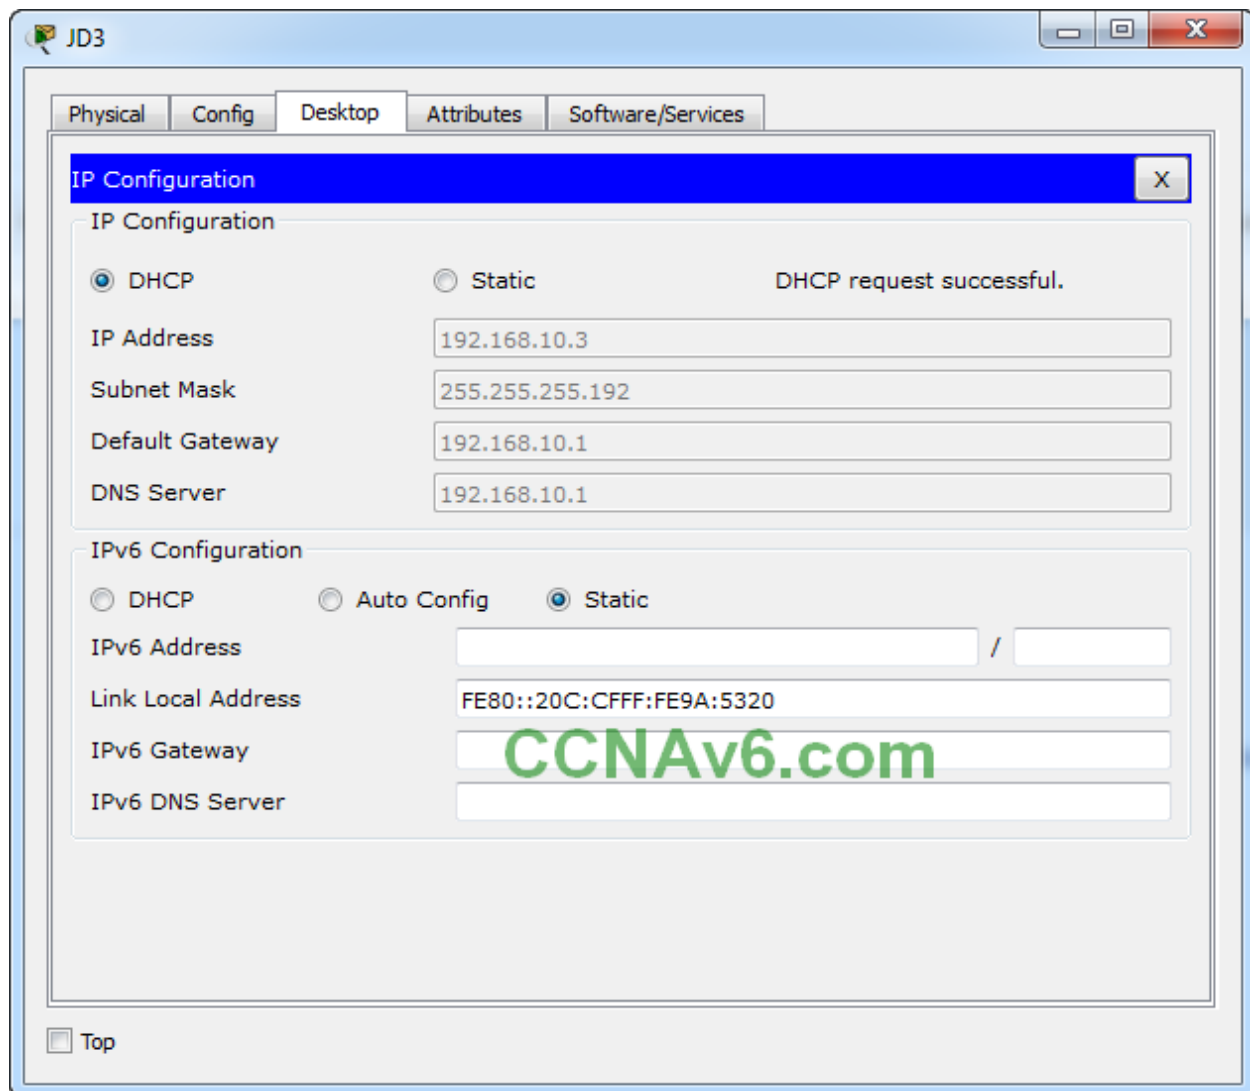 JD3
X
Physical Config Desktop Attributes Software/Services
IP Configuration X
IP Configuration
DHCP Static DHCP request successful.
IP Address 192.168.10.3
Subnet Mask 255.255.255.192
Default Gateway 192.168.10.1
DNS Server 192.168.10.1
IPv6 Configuration
DHCP Auto Config Static
IPv6 Address /
Link Local Address FE80::20C:CFFF:FE9A:5320
IPv6 Gateway
CCNAv6.com
IPv6 DNS Server
Top